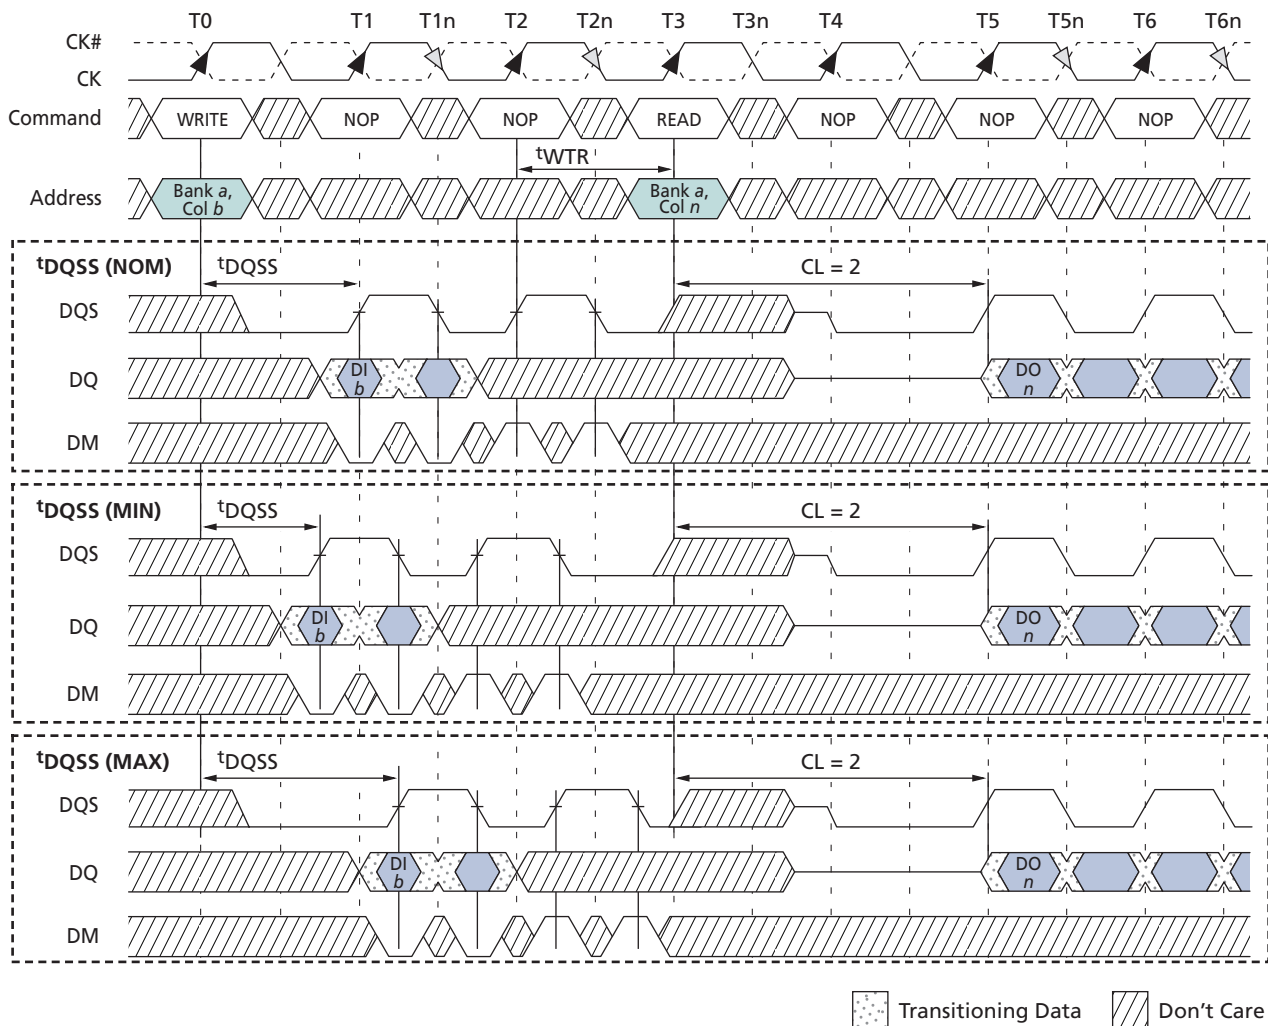 T0 T1 T1n T2 T2n T3 T3n T4 T5 T5n T6 T6n
CK#
CK
Command WRITE NOP NOP READ NOP NOP NOP
tWTR
Address Bank a, Col b Bank a, Col n
tDQSS (NOM) tDQSS CL = 2
DQS
DQ DI b DO n
DM
tDQSS (MIN) tDQSS CL = 2
DQS
DQ DI b DO n
DM
tDQSS (MAX) tDQSS CL = 2
DQS
DQ DI b DO n
DM
Transitioning Data Don't Care